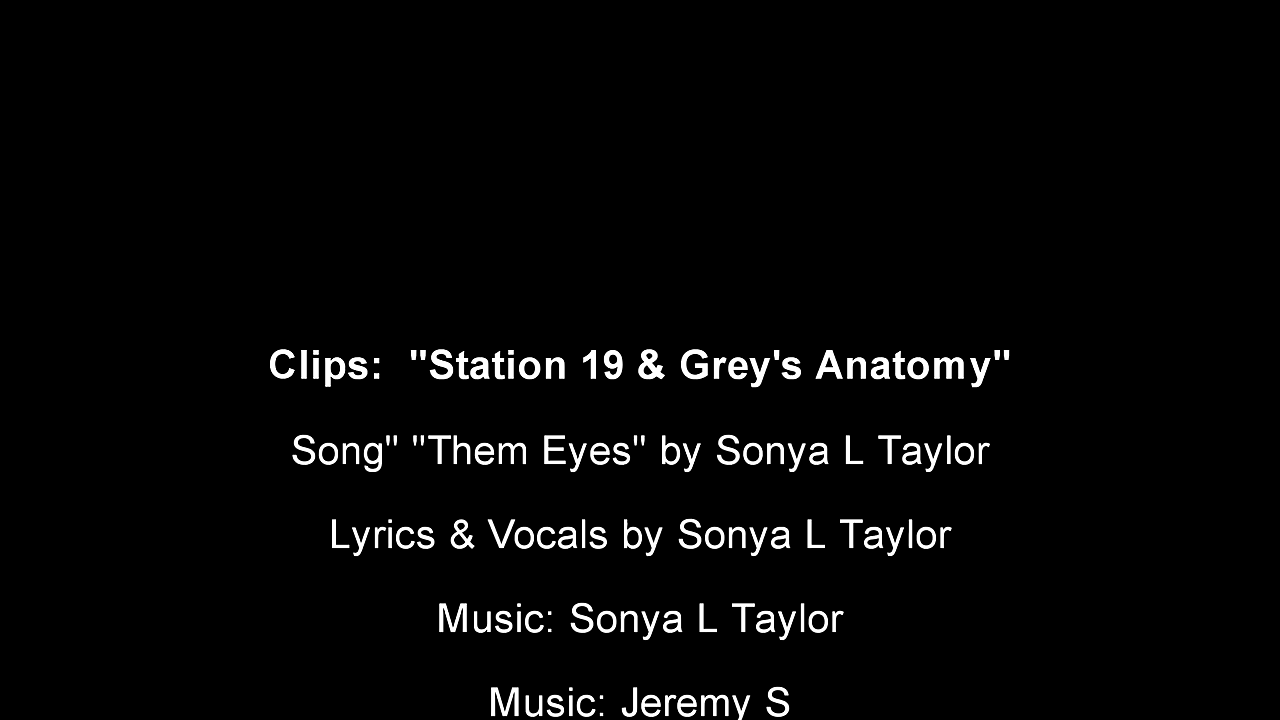 Clips:  "Station 19 & Grey's Anatomy"
Song" "Them Eyes" by Sonya L Taylor
Lyrics & Vocals by Sonya L Taylor
Music: Sonya L Taylor
Music: Jeremy S